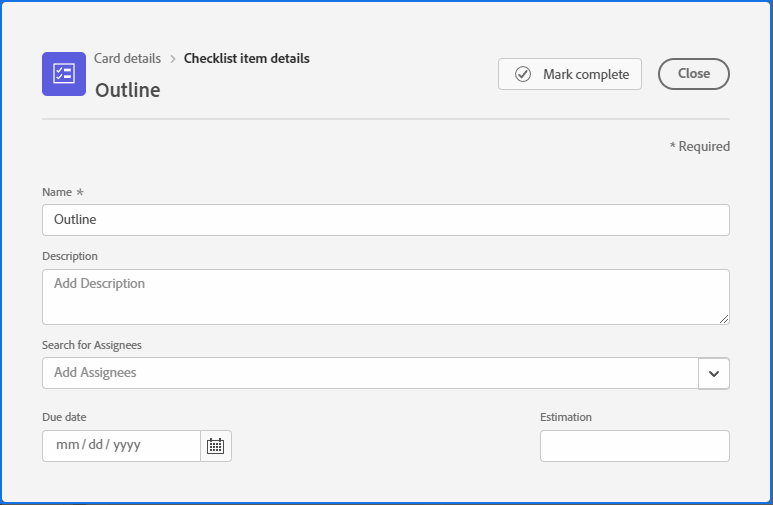 Card details > Checklist item details
Outline
Mark complete
Close
* Required
Name *
Outline
Description
Add Description
Search for Assignees
Add Assignees
Due date
Estimation
mm / dd / yyyy